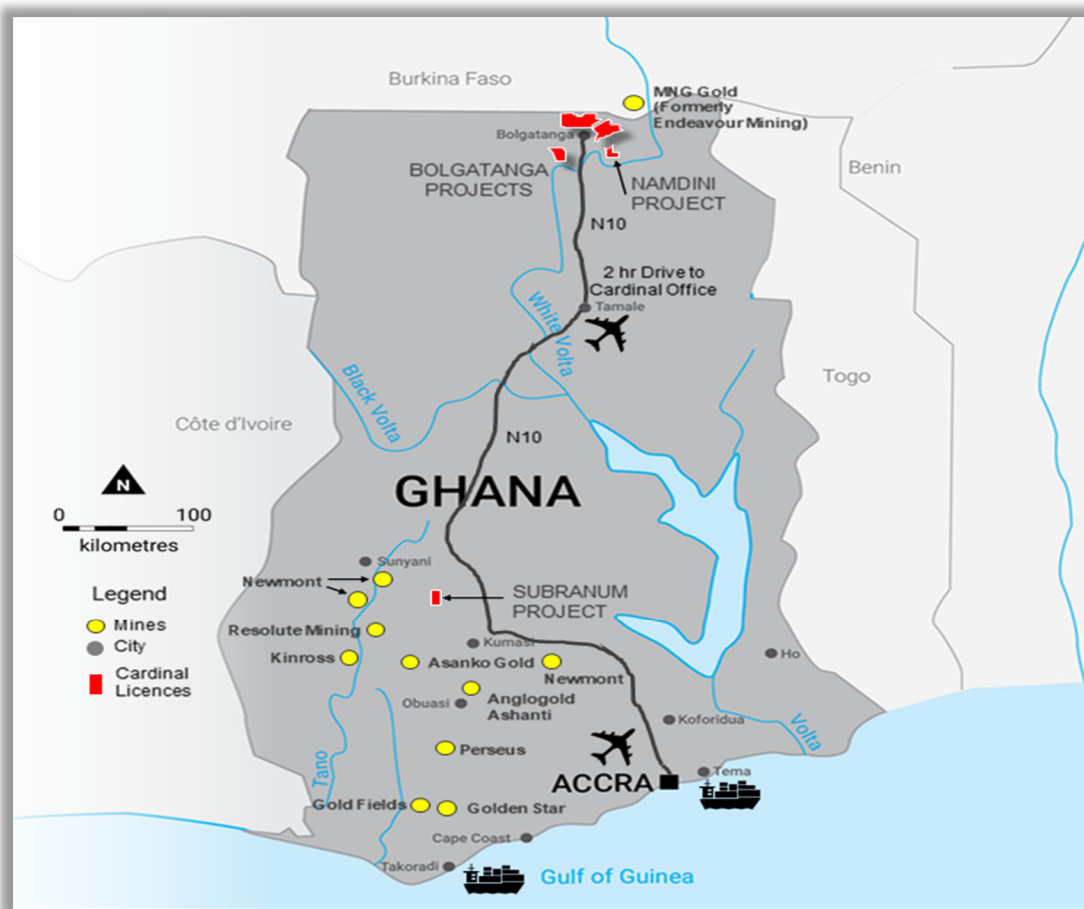 Burkina Faso
MNG Gold
(Formerly
Endeavour Mining)
Bolgatanga
BOLGATANGA
PROJECTS
NAMDINI
PROJECT
Benin
N10
2 hr Drive to
Cardinal Office
Tamale
White Volta
Black Volta
Togo
Côte d'Ivoire
N10
GHANA
N
0 100
kilometres
Legend
Mines
City
Cardinal
Licences
Sunyani
Newmont
SUBRANUM
PROJECT
Resolute Mining
Kumasi
Kinross
Asanko Gold
Newmont
Ho
Obuasi
Anglogold
Ashanti
Koforidua
Volta
Perseus
Tano
ACCRA
Tema
Gold Fields
Golden Star
Cape Coast
Takoradi
Gulf of Guinea